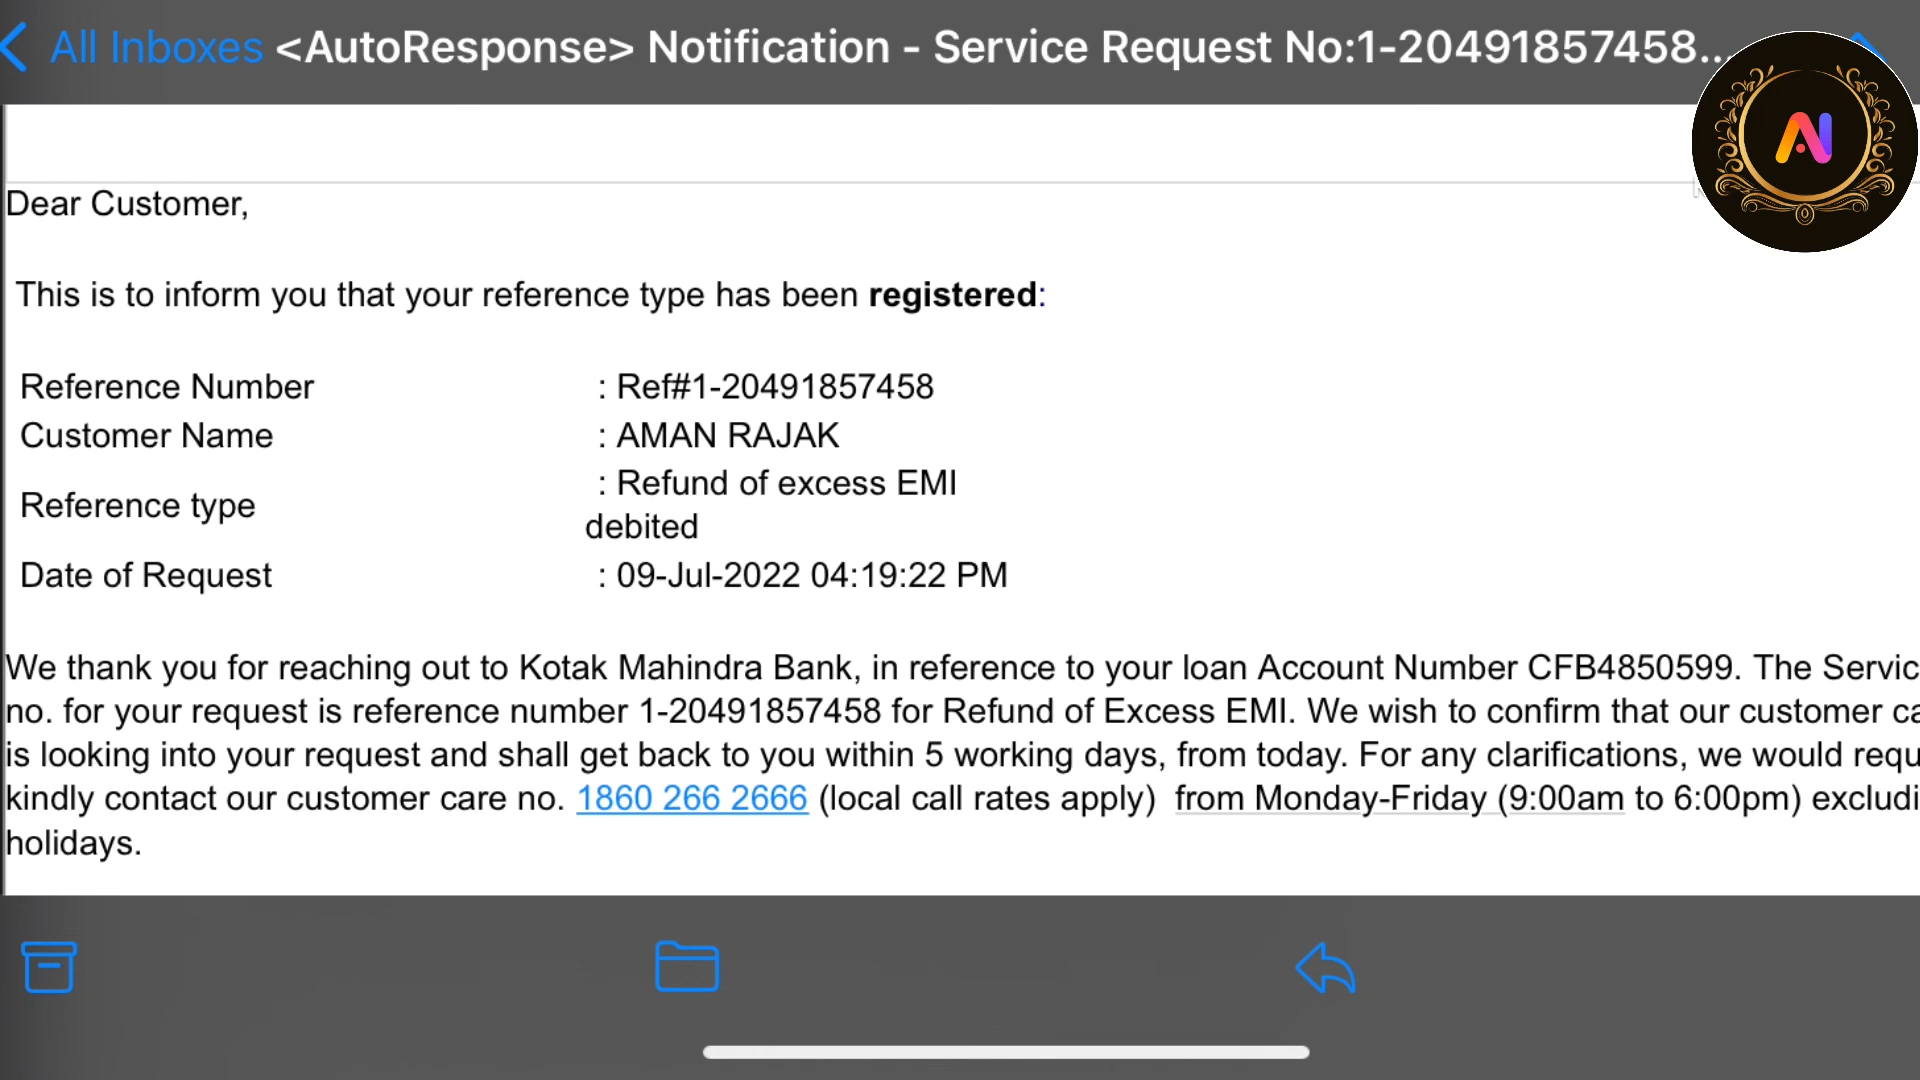 All Inboxes <AutoResponse> Notification - Service Request No:1-20491857458...
Dear Customer,
This is to inform you that your reference type has been registered:
Reference Number : Ref#1-20491857458
Customer Name : AMAN RAJAK
Reference type : Refund of excess EMI
debited
Date of Request : 09-Jul-2022 04:19:22 PM
We thank you for reaching out to Kotak Mahindra Bank, in reference to your loan Account Number CFB4850599. The Servic
no. for your request is reference number 1-20491857458 for Refund of Excess EMI. We wish to confirm that our customer ca
is looking into your request and shall get back to you within 5 working days, from today. For any clarifications, we would requ
kindly contact our customer care no. 1860 266 2666 (local call rates apply) from Monday-Friday (9:00am to 6:00pm) excludi
holidays.